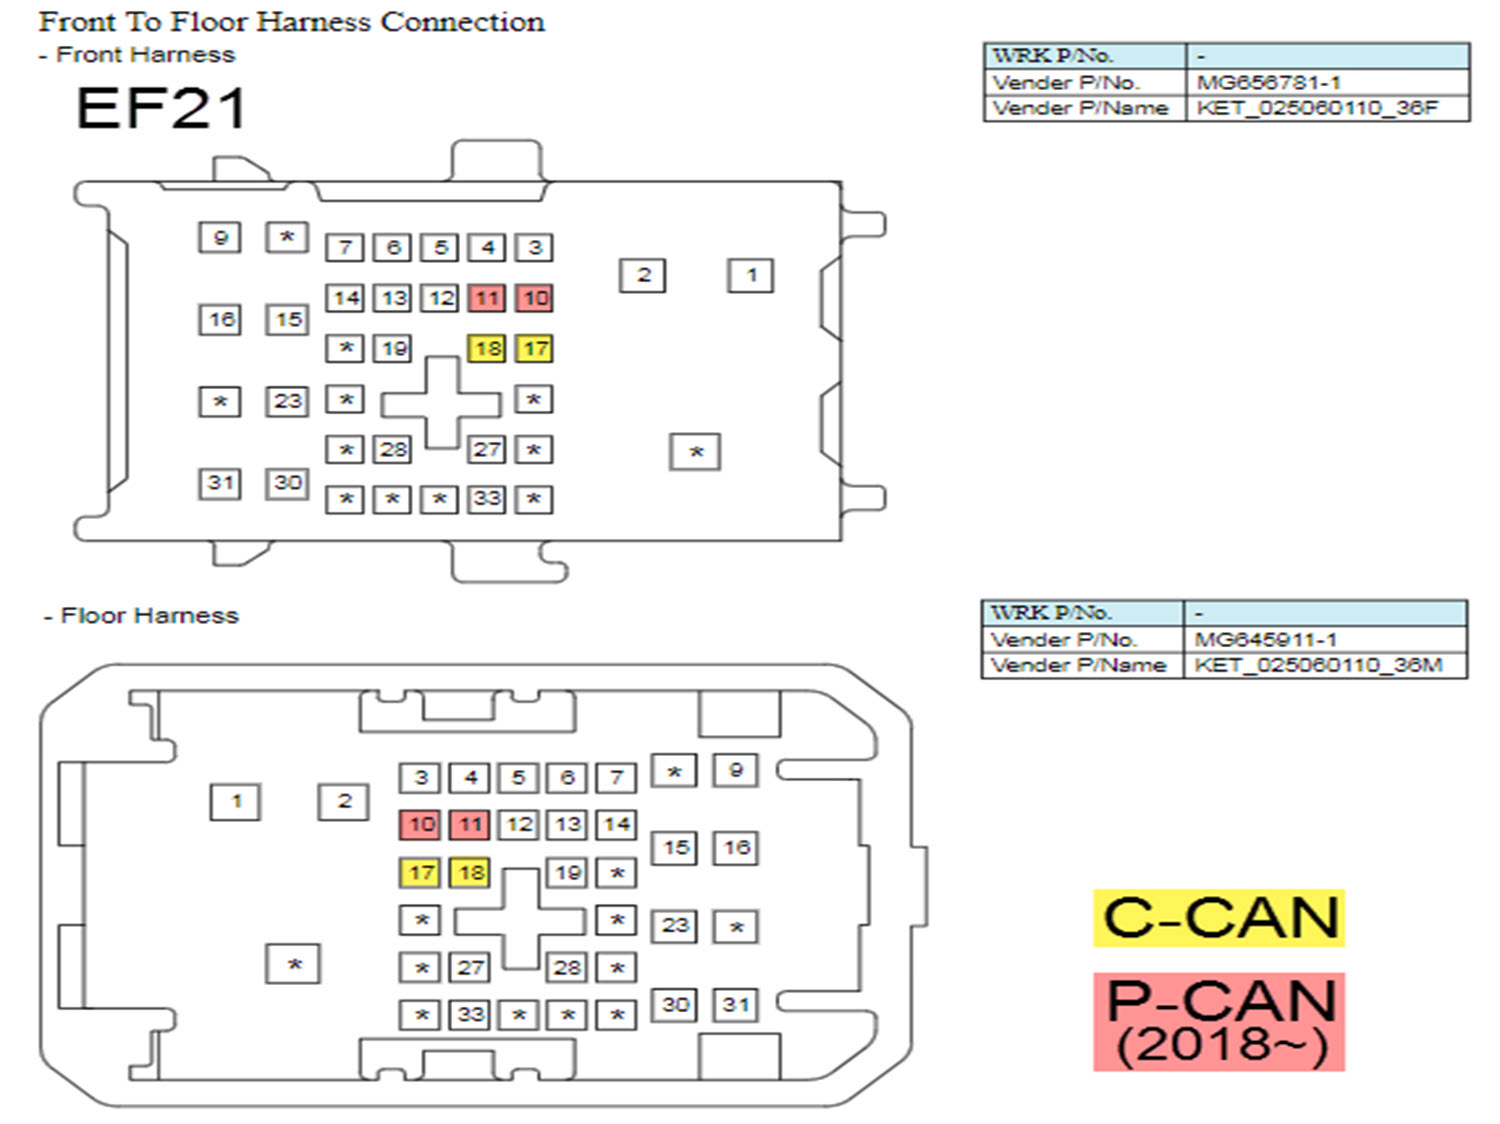 Front To Floor Harness Connection
- Front Harness
WRK P/No. -
Vender P/No. MG656781-1
Vender P/Name KET_025060110_36F
EF21
9 * 7 6 5 4 3
2 1
14 13 12 11 10
16 15
* 19 18 17
* 23 * *
* 28 27 * *
31 30
* * * 33 *
- Floor Harness
WRK P/No. -
Vender P/No. MG645911-1
Vender P/Name KET_025060110_36M
3 4 5 6 7 * 9
1 2
10 11 12 13 14
15 16
17 18 19 *
* * 23 *
* * 27 28 *
30 31
* 33 * * *
C-CAN
P-CAN
(2018~)